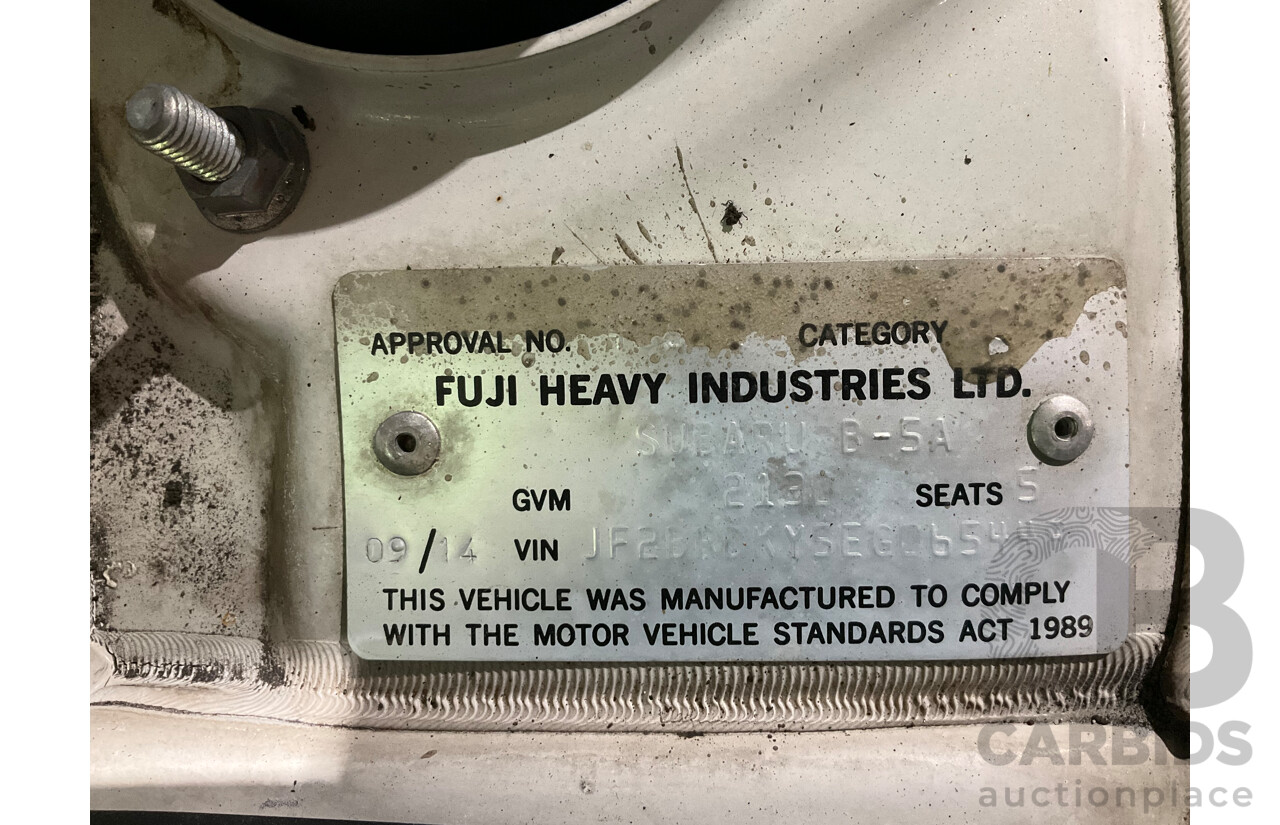 APPROVAL NO. CATEGORY
FUJI HEAVY INDUSTRIES LTD.
SUBARU B-5A
GVM SEATS 5
09/14 VIN
THIS VEHICLE WAS MANUFACTURED TO COMPLY
WITH THE MOTOR VEHICLE STANDARDS ACT 1989
CARBIDS
auctionplace